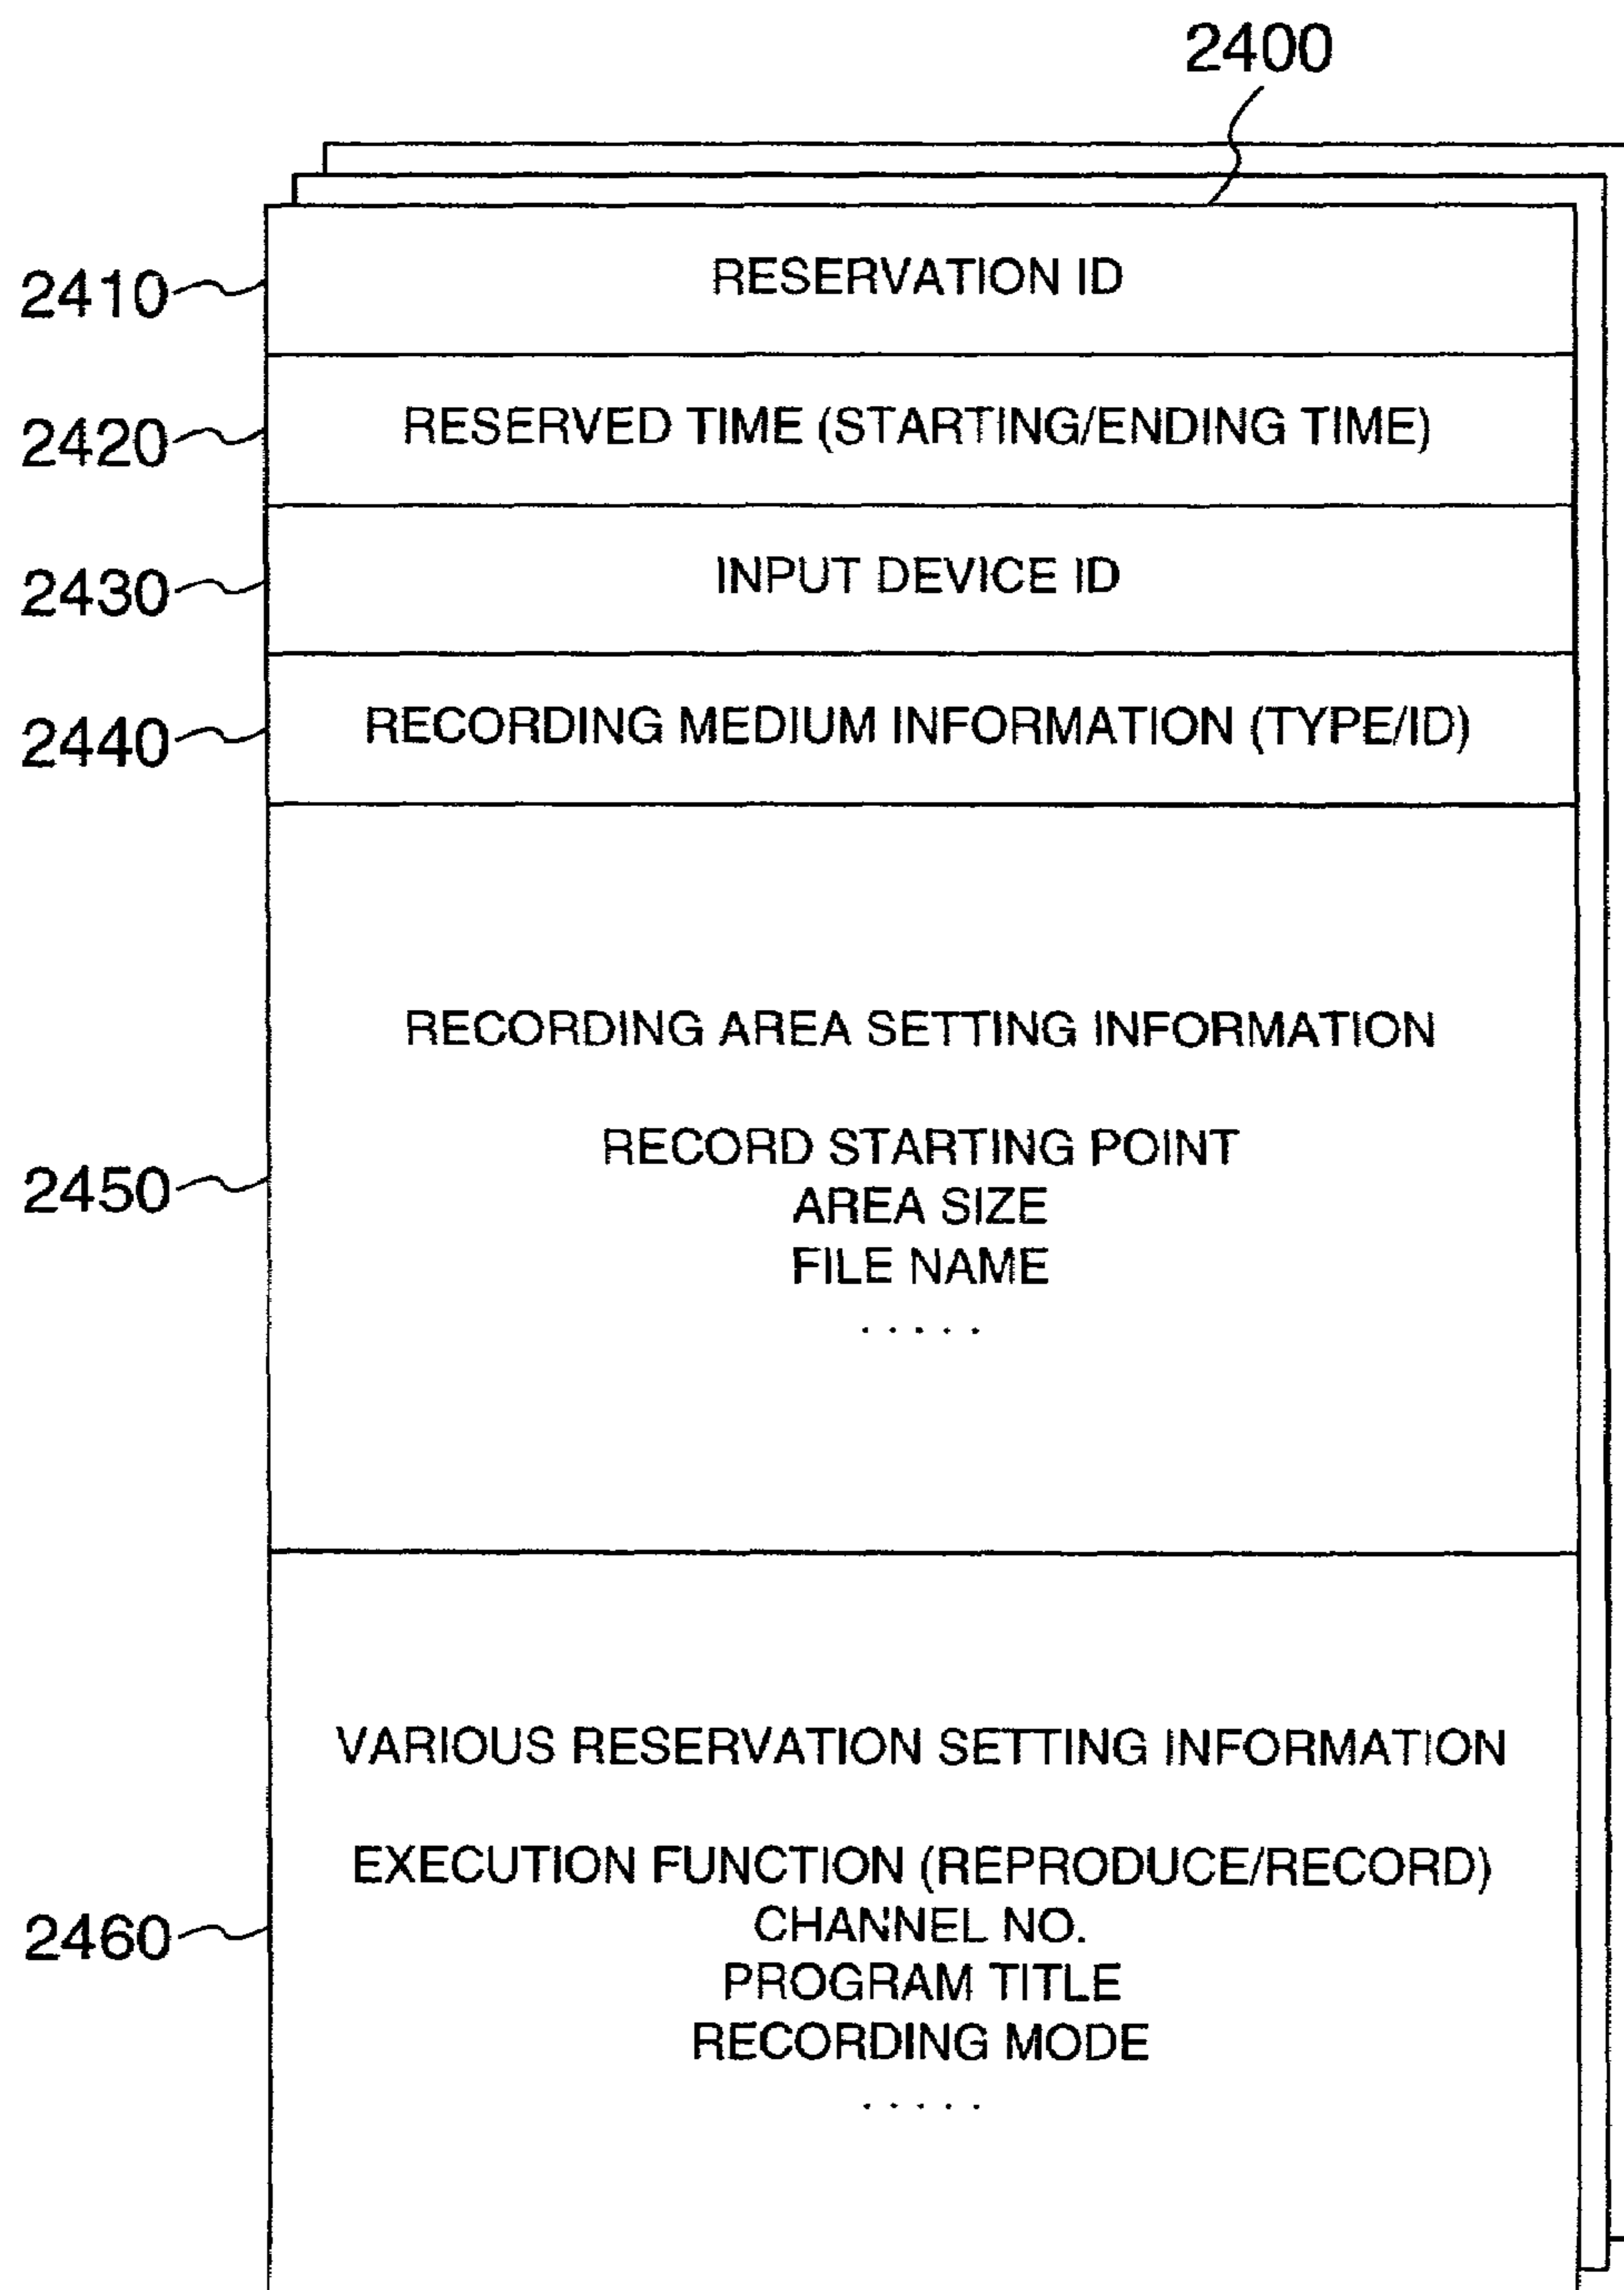 2400
2410 RESERVATION ID
2420 RESERVED TIME (STARTING/ENDING TIME)
2430 INPUT DEVICE ID
2440 RECORDING MEDIUM INFORMATION (TYPE/ID)
RECORDING AREA SETTING INFORMATION
RECORD STARTING POINT
2450 AREA SIZE
FILE NAME
. . . . .
VARIOUS RESERVATION SETTING INFORMATION
EXECUTION FUNCTION (REPRODUCE/RECORD)
2460 CHANNEL NO.
PROGRAM TITLE
RECORDING MODE
. . . . .